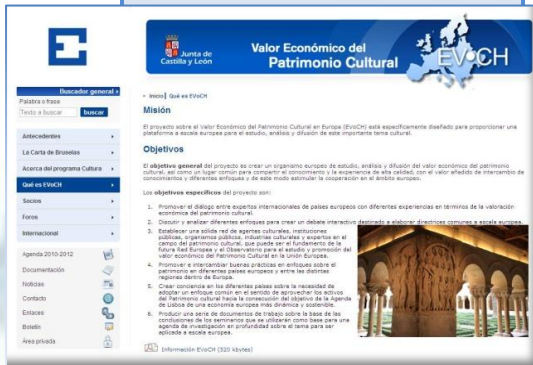 Junta de
Castilla y León
Valor Económico del
Patrimonio Cultural
EVoCH
Buscador general
Palabra o frase
Texto a buscar
buscar
Antecedentes
La Carta de Bruselas
Acerca del programa Cultura
Qué es EVoCH
Socios
Foros
Internacional
Agenda 2010-2012
Documentación
Noticias
Contacto
Enlaces
Boletín
Área privada
Inicio| Qué es EVoCH
Misión
El proyecto sobre el Valor Económico del Patrimonio Cultural en Europa (EVoCH) está específicamente diseñado para proporcionar una
plataforma a escala europea para el estudio, análisis y difusión de este importante tema cultural.
Objetivos
El objetivo general del proyecto es crear un organismo europeo de estudio, análisis y difusión del valor económico del patrimonio
cultural, así como un lugar común para compartir el conocimiento y la experiencia de alta calidad, con el valor añadido de intercambio de
conocimientos y diferentes enfoques y de este modo estimular la cooperación en el ámbito europeo.
Los objetivos específicos del proyecto son:
1. Promover el diálogo entre expertos internacionales de países europeos con diferentes experiencias en términos de la valoración
económica del patrimonio cultural.
2. Discutir y analizar diferentes enfoques para crear un debate interactivo destinado a elaborar directrices comunes a escala europea.
3. Establecer una sólida red de agentes culturales, instituciones
públicas, organismos públicos, industrias culturales y expertos en el
campo del patrimonio cultural, que puede ser el fundamento de la
futura Red Europea y el Observatorio para el estudio y promoción del
valor económico del Patrimonio Cultural en la Unión Europea.
4. Promover e intercambiar buenas prácticas en enfoques sobre el
patrimonio en diferentes países europeos y entre las distintas
regiones dentro de Europa.
5. Crear conciencia en los diferentes países sobre la necesidad de
adoptar un enfoque común en el sentido de aprovechar los activos
del Patrimonio cultural hacia la consecución del objetivo de la Agenda
de Lisboa de una economía europea más dinámica y sostenible.
6. Producir una serie de documentos de trabajo sobre la base de las
conclusiones de los seminarios que se utilizarán como base para una
agenda de investigación en profundidad sobre el tema para ser
aplicada a escala europea.
Información EVoCH (320 kbytes)